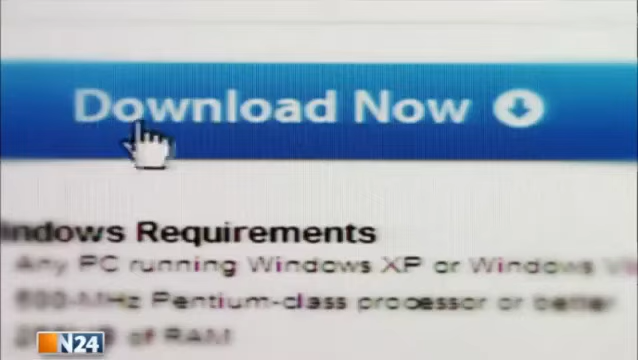 Download Now
indows Requirements
Any PC running Windows XP or Windows
600-MHz Pentium-class processor or better
of RAM
N24